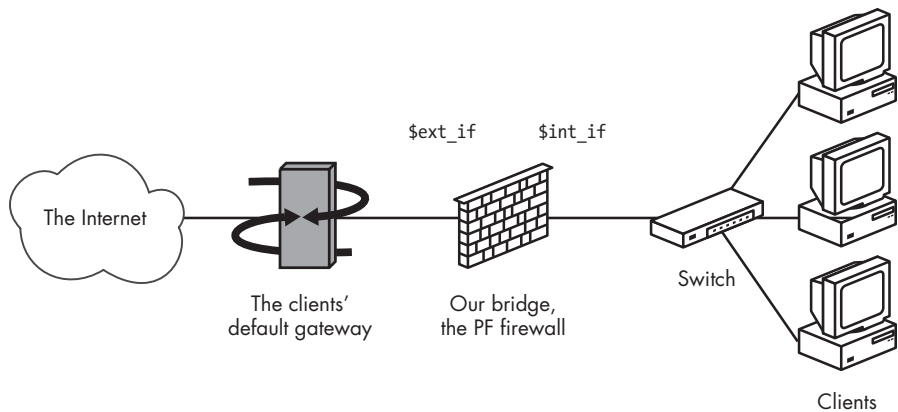 $ext_if
$int_if
The Internet
The clients'
default gateway
Our bridge,
the PF firewall
Switch
Clients